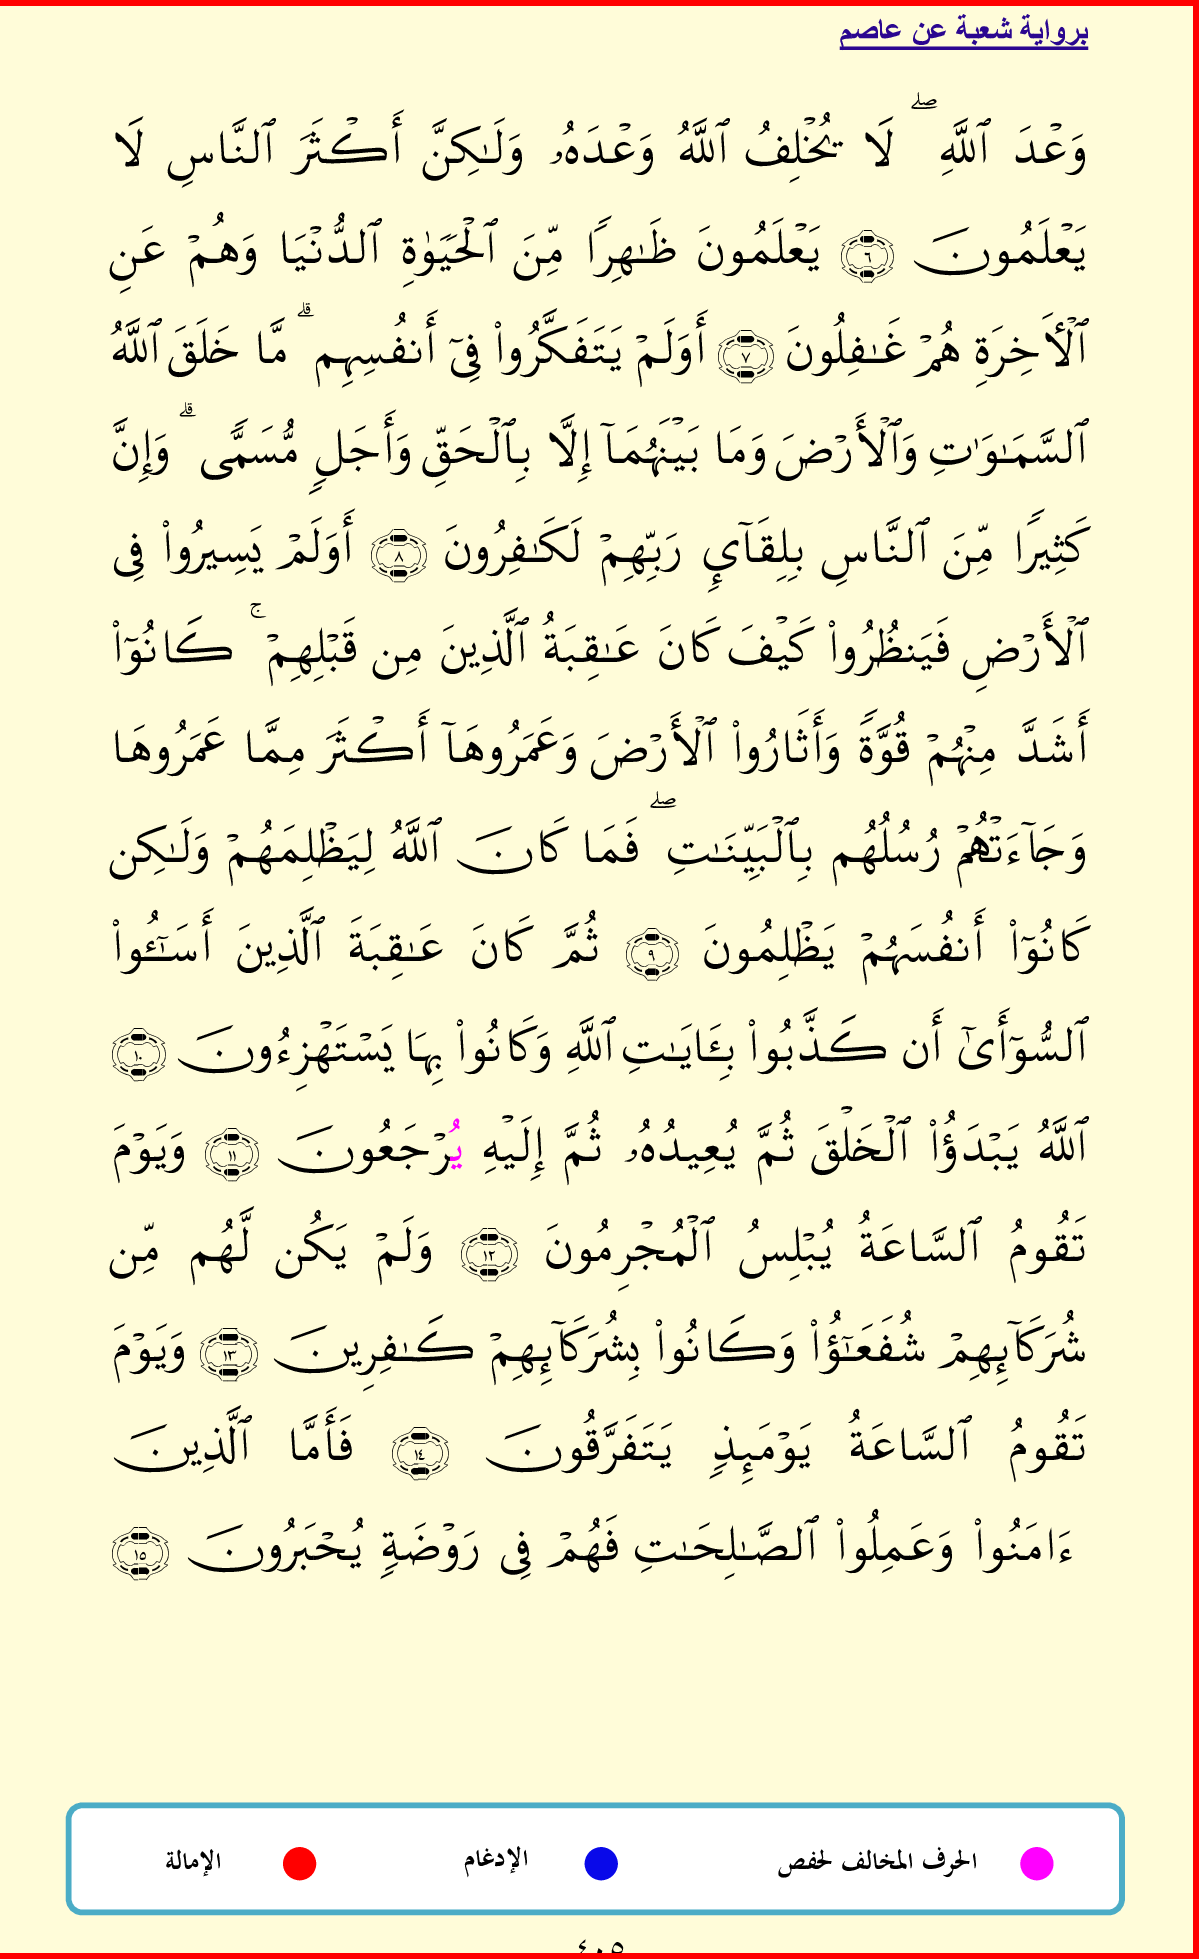 برواية شعبة عن عاصم
وَعْدَ ٱللَّهِ ۖ لَا يُخْلِفُ ٱللَّهُ وَعْدَهُۥ وَلَـٰكِنَّ أَكْثَرَ ٱلنَّاسِ لَا
يَعْلَمُونَ ٦ يَعْلَمُونَ ظَـٰهِرًا مِّنَ ٱلْحَيَوٰةِ ٱلدُّنْيَا وَهُمْ عَنِ
ٱلْأَخِرَةِ هُمْ غَـٰفِلُونَ ٧ أَوَلَمْ يَتَفَكَّرُوا۟ فِىٓ أَنفُسِهِم ۗ مَّا خَلَقَ ٱللَّهُ
ٱلسَّمَـٰوَٰتِ وَٱلْأَرْضَ وَمَا بَيْنَهُمَآ إِلَّا بِٱلْحَقِّ وَأَجَلٍ مُّسَمًّى ۗ وَإِنَّ
كَثِيرًا مِّنَ ٱلنَّاسِ بِلِقَآىِٕ رَبِّهِمْ لَكَـٰفِرُونَ ٨ أَوَلَمْ يَسِيرُوا۟ فِى
ٱلْأَرْضِ فَيَنظُرُوا۟ كَيْفَ كَانَ عَـٰقِبَةُ ٱلَّذِينَ مِن قَبْلِهِمْ ۚ كَانُوٓا۟
أَشَدَّ مِنْهُمْ قُوَّةً وَأَثَارُوا۟ ٱلْأَرْضَ وَعَمَرُوهَآ أَكْثَرَ مِمَّا عَمَرُوهَا
وَجَآءَتْهُمْ رُسُلُهُم بِٱلْبَيِّنَـٰتِ ۖ فَمَا كَانَ ٱللَّهُ لِيَظْلِمَهُمْ وَلَـٰكِن
كَانُوٓا۟ أَنفُسَهُمْ يَظْلِمُونَ ٩ ثُمَّ كَانَ عَـٰقِبَةَ ٱلَّذِينَ أَسَـٰٓـُٔوا۟
ٱلسُّوٓأَىٰٓ أَن كَذَّبُوا۟ بِـَٔايَـٰتِ ٱللَّهِ وَكَانُوا۟ بِهَا يَسْتَهْزِءُونَ ١٠
ٱللَّهُ يَبْدَؤُا۟ ٱلْخَلْقَ ثُمَّ يُعِيدُهُۥ ثُمَّ إِلَيْهِ يُرْجَعُونَ ١١ وَيَوْمَ
تَقُومُ ٱلسَّاعَةُ يُبْلِسُ ٱلْمُجْرِمُونَ ١٢ وَلَمْ يَكُن لَّهُم مِّن
شُرَكَآئِهِمْ شُفَعَـٰٓؤُا۟ وَكَانُوا۟ بِشُرَكَآئِهِمْ كَـٰفِرِينَ ١٣ وَيَوْمَ
تَقُومُ ٱلسَّاعَةُ يَوْمَئِذٍ يَتَفَرَّقُونَ ١٤ فَأَمَّا ٱلَّذِينَ
ءَامَنُوا۟ وَعَمِلُوا۟ ٱلصَّـٰلِحَـٰتِ فَهُمْ فِى رَوْضَةٍ يُحْبَرُونَ ١٥
الحرف المخالف لحفص الإدغام الإمالة
٤٠٥